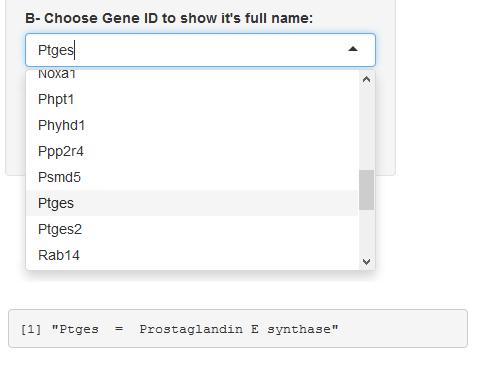 B- Choose Gene ID to show it's full name:
Ptges
Noxa1
Phpt1
Phyhd1
Ppp2r4
Psmd5
Ptges
Ptges2
Rab14
[1] "Ptges  =  Prostaglandin E synthase"